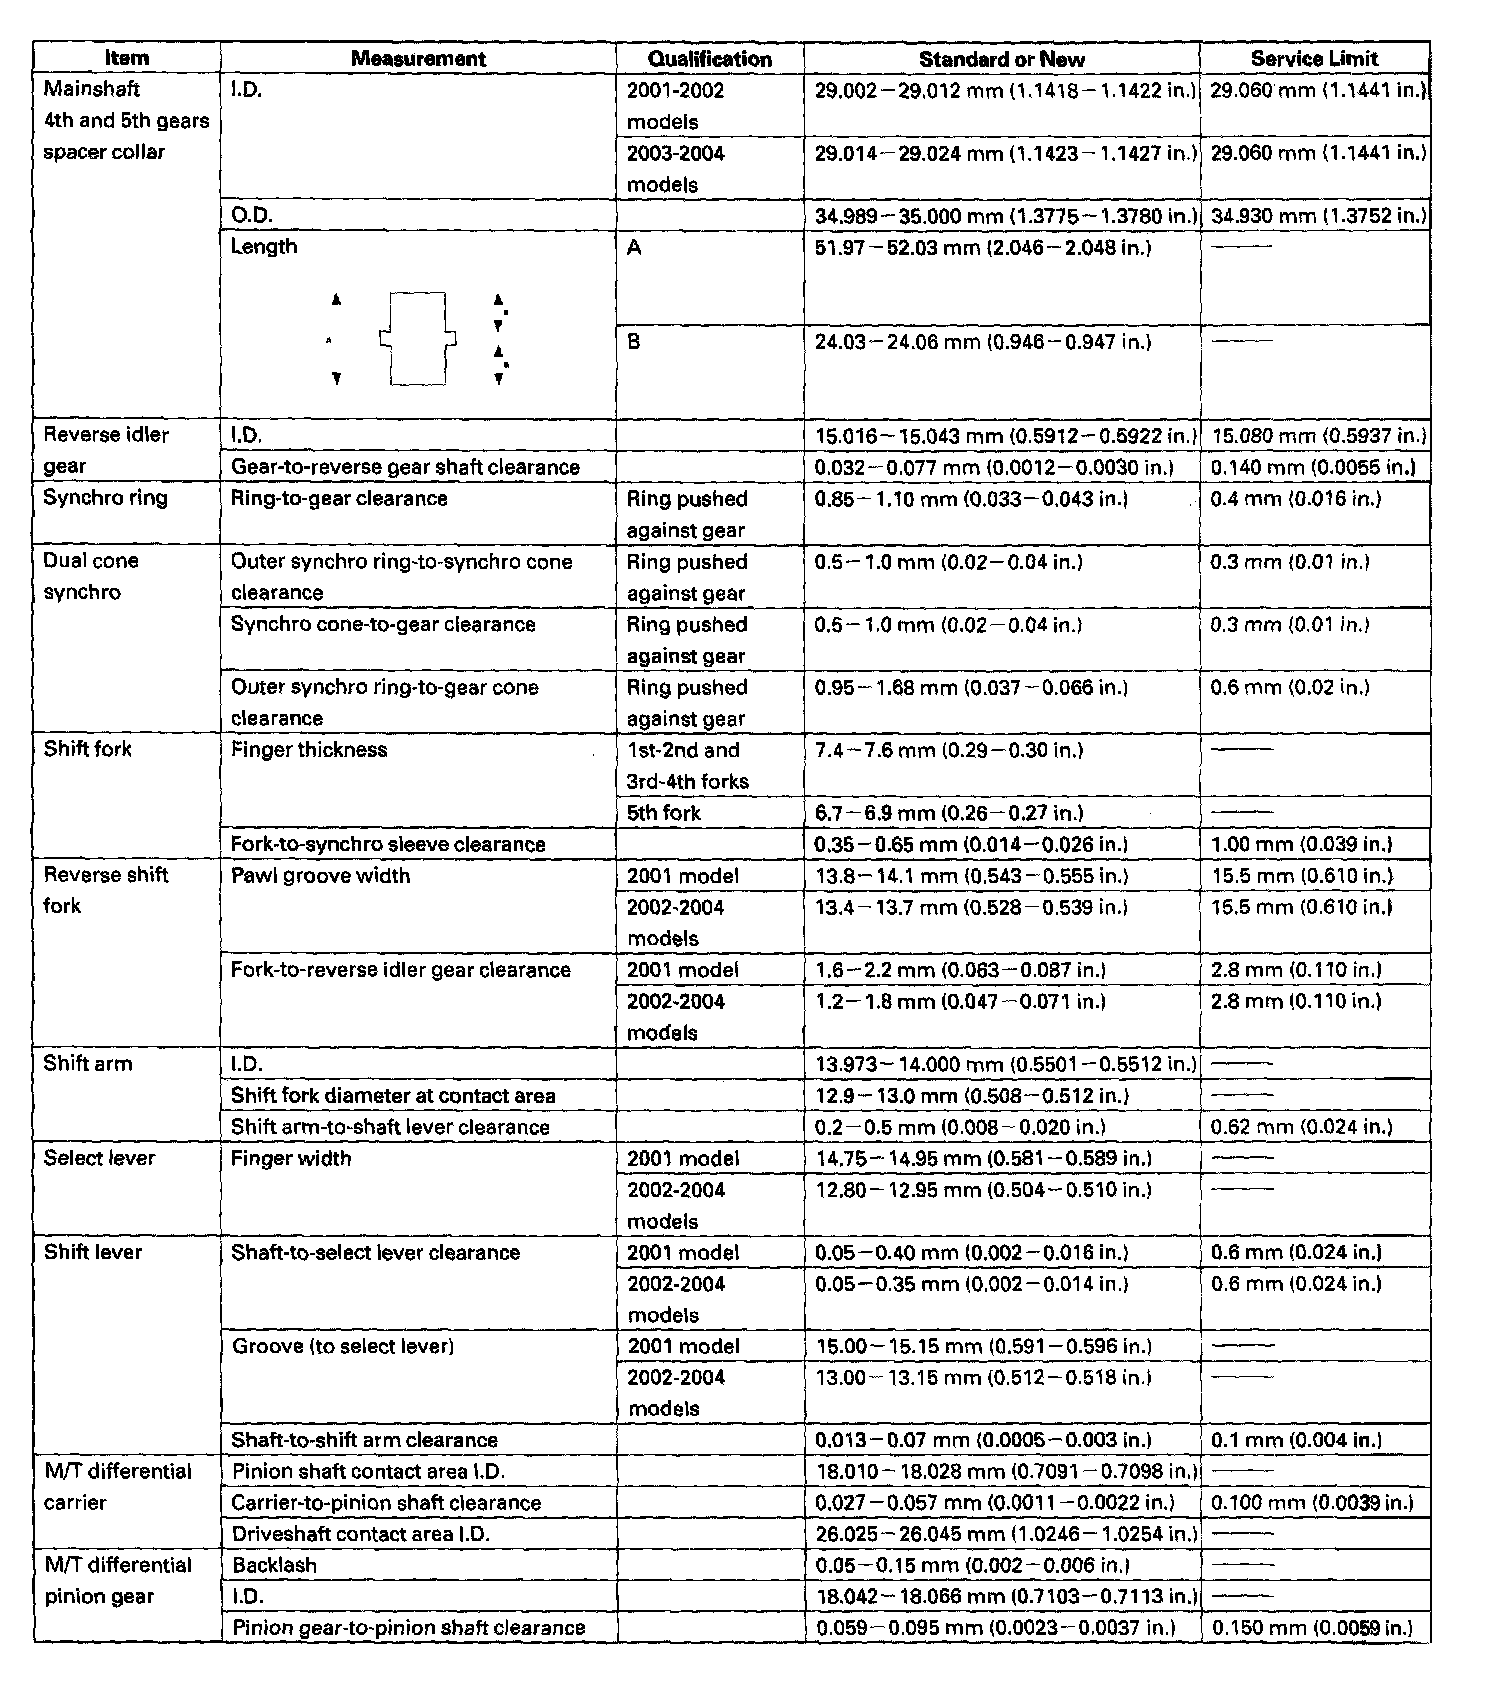 Item Measurement Qualification Standard or New Service Limit
Mainshaft I.D. 2001-2002 29.002－29.012 mm (1.1418－1.1422 in.) 29.060 mm (1.1441 in.)
4th and 5th gears models
spacer collar 2003-2004 29.014－29.024 mm (1.1423－1.1427 in.) 29.060 mm (1.1441 in.)
models
O.D. 34.989－35.000 mm (1.3775－1.3780 in.) 34.930 mm (1.3752 in.)
Length A 51.97－52.03 mm (2.046－2.048 in.) ——
A
B 24.03－24.06 mm (0.946－0.947 in.) ——
Reverse idler I.D. 15.016－15.043 mm (0.5912－0.5922 in.) 15.080 mm (0.5937 in.)
gear Gear-to-reverse gear shaft clearance 0.032－0.077 mm (0.0012－0.0030 in.) 0.140 mm (0.0055 in.)
Synchro ring Ring-to-gear clearance Ring pushed 0.85－1.10 mm (0.033－0.043 in.) 0.4 mm (0.016 in.)
against gear
Dual cone Outer synchro ring-to-synchro cone Ring pushed 0.5－1.0 mm (0.02－0.04 in.) 0.3 mm (0.01 in.)
synchro clearance against gear
Synchro cone-to-gear clearance Ring pushed 0.5－1.0 mm (0.02－0.04 in.) 0.3 mm (0.01 in.)
against gear
Outer synchro ring-to-gear cone Ring pushed 0.95－1.68 mm (0.037－0.066 in.) 0.6 mm (0.02 in.)
clearance against gear
Shift fork Finger thickness 1st-2nd and 7.4－7.6 mm (0.29－0.30 in.) ——
3rd-4th forks
5th fork 6.7－6.9 mm (0.26－0.27 in.) ——
Fork-to-synchro sleeve clearance 0.35－0.65 mm (0.014－0.026 in.) 1.00 mm (0.039 in.)
Reverse shift Pawl groove width 2001 model 13.8－14.1 mm (0.543－0.555 in.) 15.5 mm (0.610 in.)
fork 2002-2004 13.4－13.7 mm (0.528－0.539 in.) 15.5 mm (0.610 in.)
models
Fork-to-reverse idler gear clearance 2001 model 1.6－2.2 mm (0.063－0.087 in.) 2.8 mm (0.110 in.)
2002-2004 1.2－1.8 mm (0.047－0.071 in.) 2.8 mm (0.110 in.)
models
Shift arm I.D. 13.973－14.000 mm (0.5501－0.5512 in.) ——
Shift fork diameter at contact area 12.9－13.0 mm (0.508－0.512 in.) ——
Shift arm-to-shaft lever clearance 0.2－0.5 mm (0.008－0.020 in.) 0.62 mm (0.024 in.)
Select lever Finger width 2001 model 14.75－14.95 mm (0.581－0.589 in.) ——
2002-2004 12.80－12.95 mm (0.504－0.510 in.) ——
models
Shift lever Shaft-to-select lever clearance 2001 model 0.05－0.40 mm (0.002－0.016 in.) 0.6 mm (0.024 in.)
2002-2004 0.05－0.35 mm (0.002－0.014 in.) 0.6 mm (0.024 in.)
models
Groove (to select lever) 2001 model 15.00－15.15 mm (0.591－0.596 in.) ——
2002-2004 13.00－13.15 mm (0.512－0.518 in.) ——
models
Shaft-to-shift arm clearance 0.013－0.07 mm (0.0005－0.003 in.) 0.1 mm (0.004 in.)
M/T differential Pinion shaft contact area I.D. 18.010－18.028 mm (0.7091－0.7098 in.) ——
carrier Carrier-to-pinion shaft clearance 0.027－0.057 mm (0.0011－0.0022 in.) 0.100 mm (0.0039 in.)
Driveshaft contact area I.D. 26.025－26.045 mm (1.0246－1.0254 in.) ——
M/T differential Backlash 0.05－0.15 mm (0.002－0.006 in.) ——
pinion gear I.D. 18.042－18.066 mm (0.7103－0.7113 in.) ——
Pinion gear-to-pinion shaft clearance 0.059－0.095 mm (0.0023－0.0037 in.) 0.150 mm (0.0059 in.)